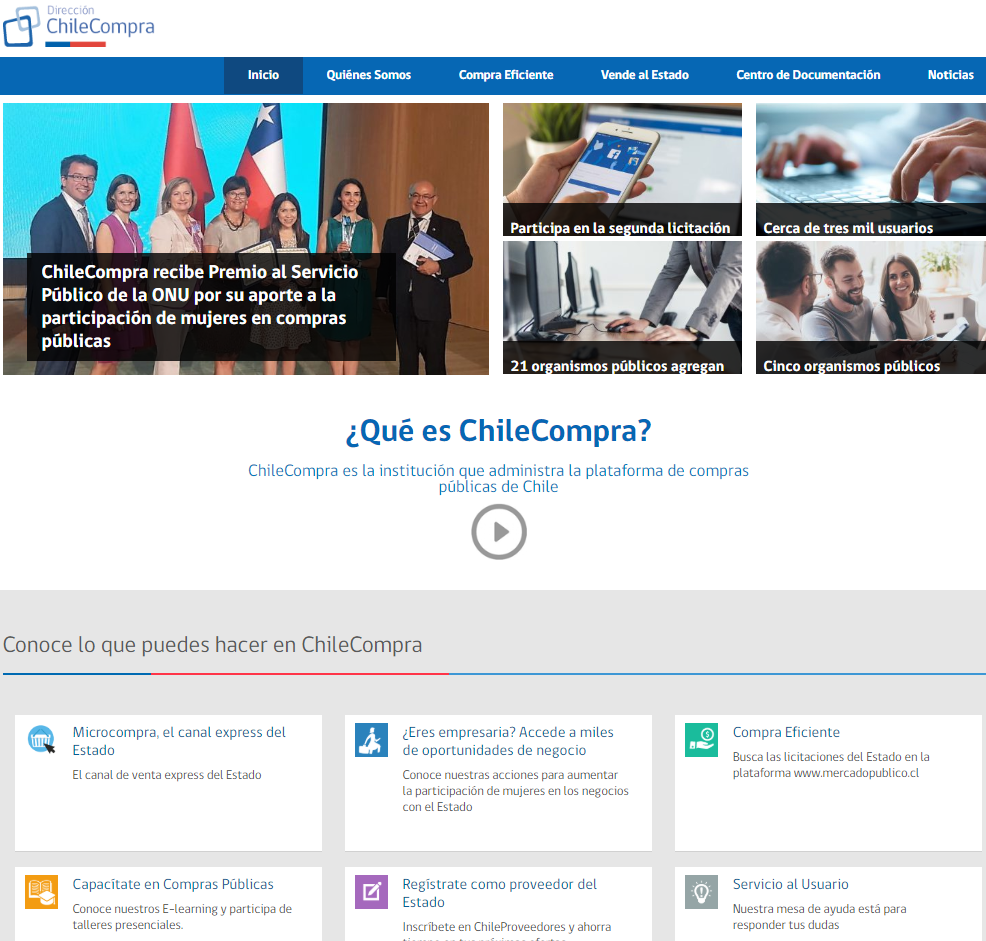 Dirección
ChileCompra
Inicio
Quiénes Somos
Compra Eficiente
Vende al Estado
Centro de Documentación
Noticias
ChileCompra recibe Premio al Servicio
Público de la ONU por su aporte a la
participación de mujeres en compras
públicas
Participa en la segunda licitación
Cerca de tres mil usuarios
21 organismos públicos agregan
Cinco organismos públicos
¿Qué es ChileCompra?
ChileCompra es la institución que administra la plataforma de compras
públicas de Chile
Conoce lo que puedes hacer en ChileCompra
Microcompra, el canal express del
Estado
El canal de venta express del Estado
¿Eres empresaria? Accede a miles
de oportunidades de negocio
Conoce nuestras acciones para aumentar
la participación de mujeres en los negocios
con el Estado
Compra Eficiente
Busca las licitaciones del Estado en la
plataforma www.mercadopublico.cl
Capacítate en Compras Públicas
Conoce nuestros E-learning y participa de
talleres presenciales.
Regístrate como proveedor del
Estado
Inscríbete en ChileProveedores y ahorra
Servicio al Usuario
Nuestra mesa de ayuda está para
responder tus dudas